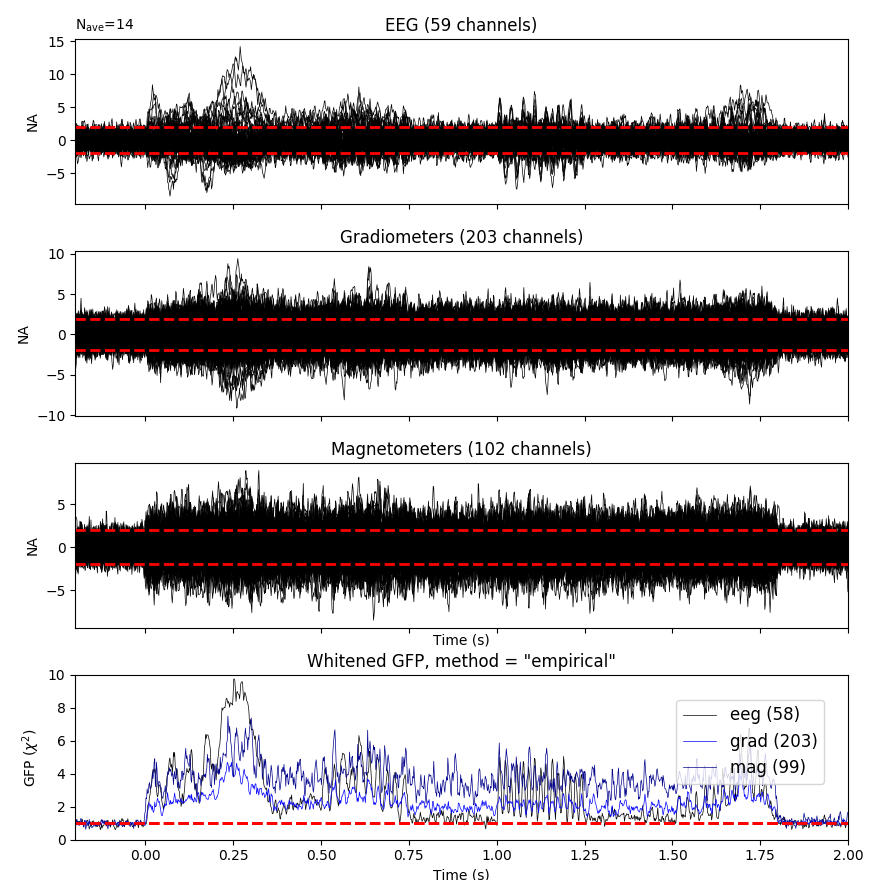 Nave=14
EEG (59 channels)
15
10
5
0
−5
NA
Gradiometers (203 channels)
10
5
0
−5
−10
NA
Magnetometers (102 channels)
5
0
−5
NA
Time (s)
Whitened GFP, method = "empirical"
10
8
6
4
2
0
GFP (χ²)
eeg (58)
grad (203)
mag (99)
0.00 0.25 0.50 0.75 1.00 1.25 1.50 1.75 2.00
Time (s)